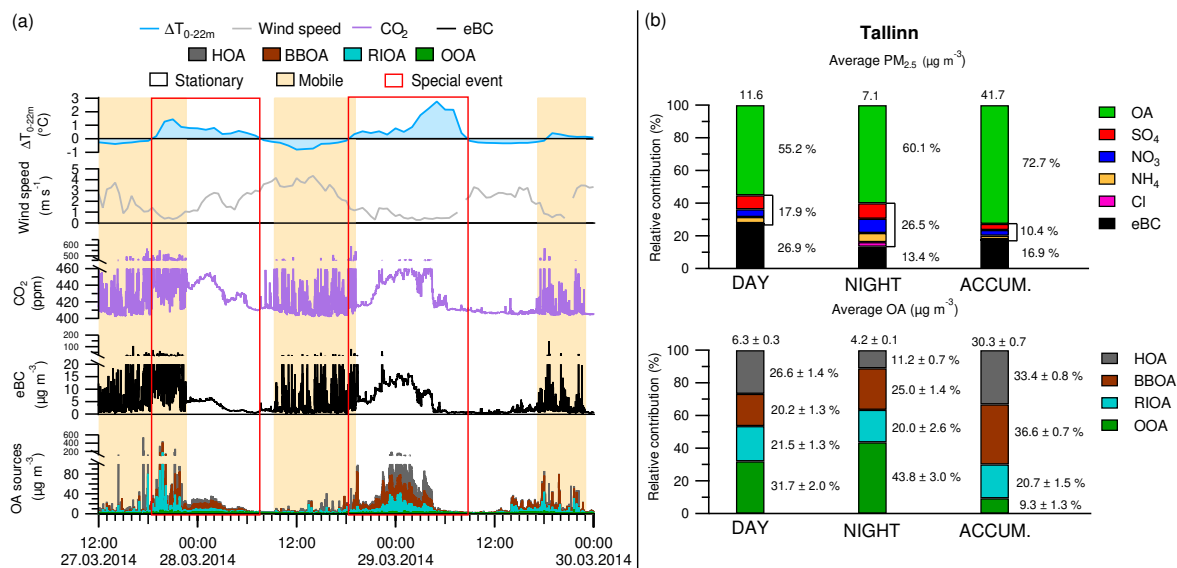 (a)
ΔT0-22m Wind speed CO2 eBC
HOA BBOA RIOA OOA
Stationary Mobile Special event
ΔT0-22m
(°C)
3
2
1
0
-1
Wind speed
(m s-1)
5
4
3
2
1
0
CO2
(ppm)
600
500
460
440
420
400
eBC
(µg m-3)
200
100
20
15
10
5
0
OA sources
(µg m-3)
600
400
200
80
40
0
12:00 00:00 12:00 00:00 12:00 00:00
27.03.2014 28.03.2014 29.03.2014 30.03.2014
(b)
Tallinn
Average PM2.5 (µg m-3)
11.6 7.1 41.7
Relative contribution (%)
100
80
60
40
20
0
55.2 %
17.9 %
26.9 %
60.1 %
26.5 %
13.4 %
72.7 %
10.4 %
16.9 %
DAY NIGHT ACCUM.
OA
SO4
NO3
NH4
Cl
eBC
Average OA (µg m-3)
6.3 ± 0.3 4.2 ± 0.1 30.3 ± 0.7
Relative contribution (%)
100
80
60
40
20
0
26.6 ± 1.4 %
20.2 ± 1.3 %
21.5 ± 1.3 %
31.7 ± 2.0 %
11.2 ± 0.7 %
25.0 ± 1.4 %
20.0 ± 2.6 %
43.8 ± 3.0 %
33.4 ± 0.8 %
36.6 ± 0.7 %
20.7 ± 1.5 %
9.3 ± 1.3 %
DAY NIGHT ACCUM.
HOA
BBOA
RIOA
OOA